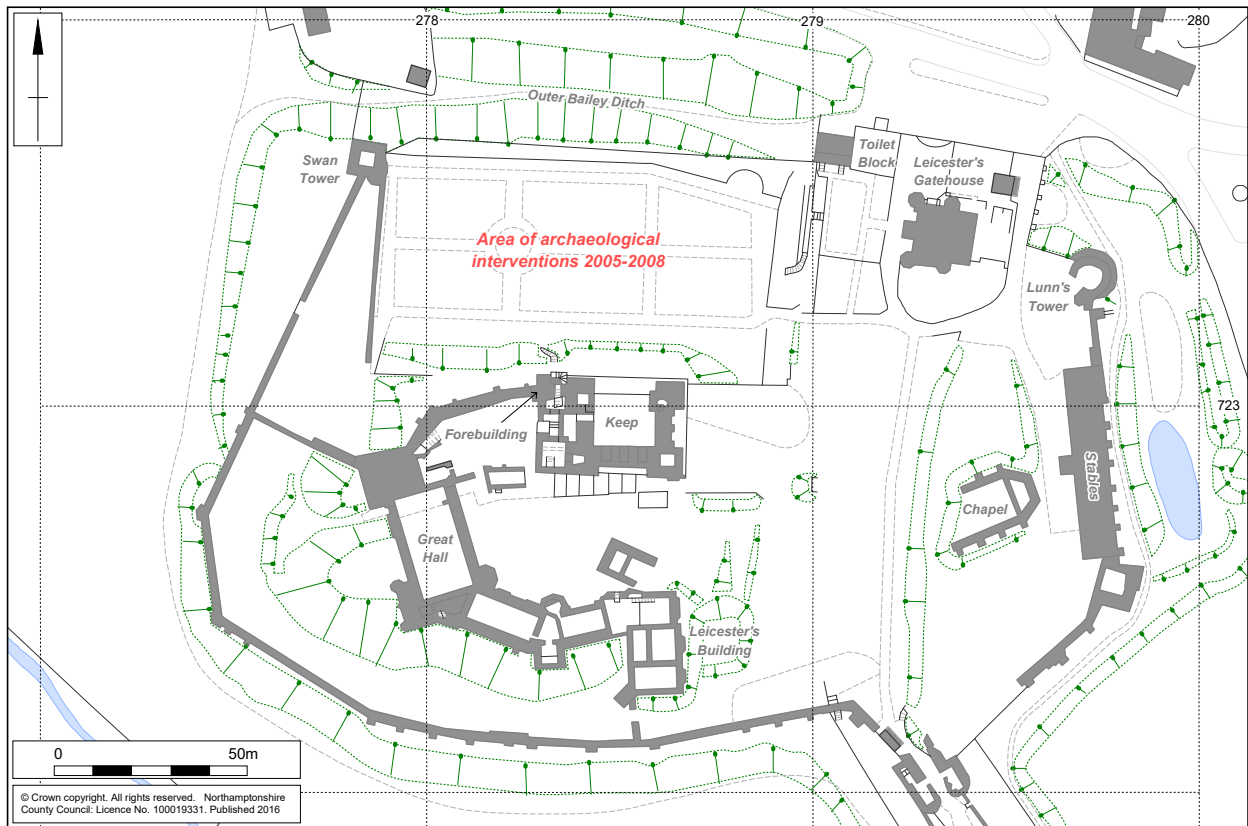 278
279
280
Outer Bailey Ditch
Swan
Tower
Toilet
Block
Leicester's
Gatehouse
Area of archaeological
interventions 2005-2008
Lunn's
Tower
723
Forebuilding
Keep
Stables
Chapel
Great
Hall
Leicester's
Building
0 50m
© Crown copyright. All rights reserved. Northamptonshire
County Council: Licence No. 100019331. Published 2016